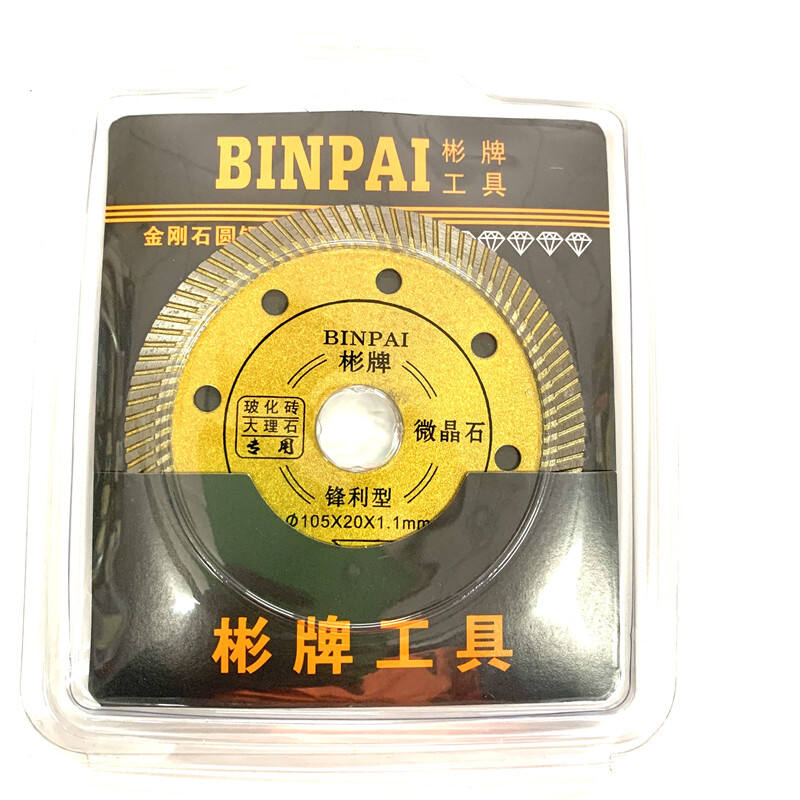 BINPAI 彬牌
工具
金刚石圆锯
BINPAI
彬牌
玻化砖
大理石
专用
微晶石
锋利型
Φ105X20X1.1mm
彬牌工具